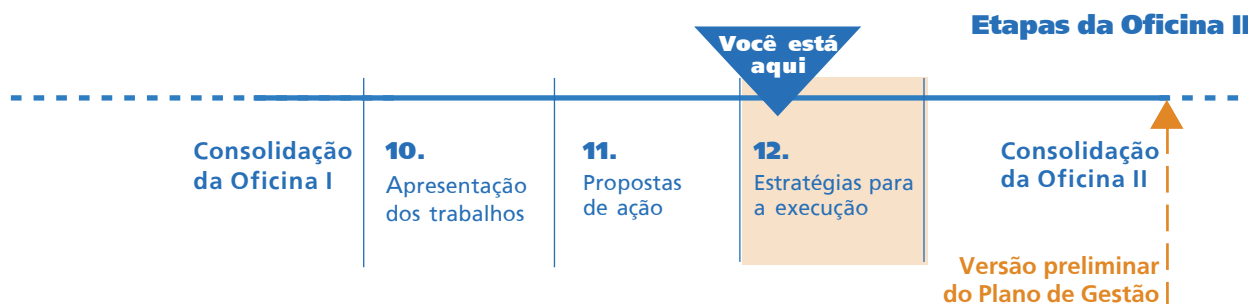 Etapas da Oficina II
Você está
aqui
Consolidação
da Oficina I
10.
Apresentação
dos trabalhos
11.
Propostas
de ação
12.
Estratégias para
a execução
Consolidação
da Oficina II
Versão preliminar
do Plano de Gestão